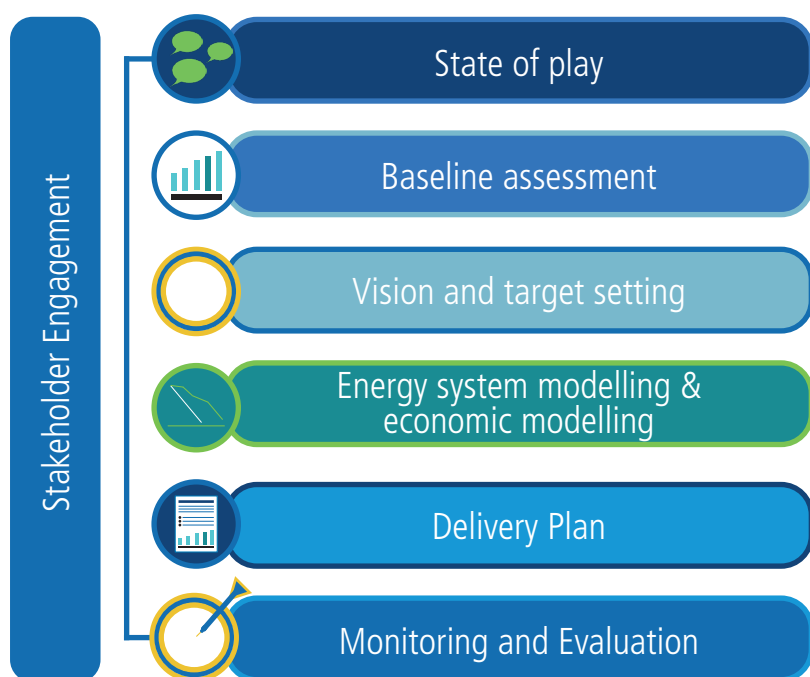 Stakeholder Engagement
State of play
Baseline assessment
Vision and target setting
Energy system modelling &
economic modelling
Delivery Plan
Monitoring and Evaluation